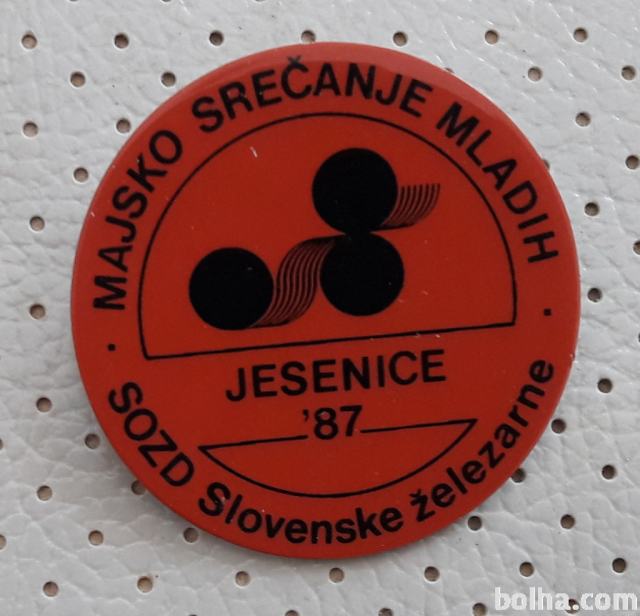 MAJSKO SREČANJE MLADIH
JESENICE
'87
SOZD Slovenske železarne
bolha.com